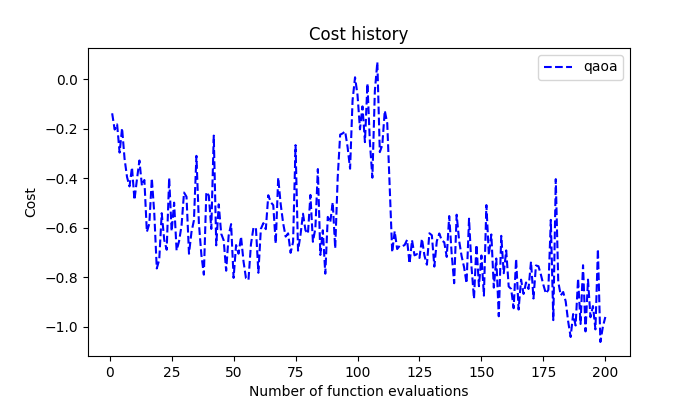 Cost history
qaoa
Cost
0.0
−0.2
−0.4
−0.6
−0.8
−1.0
0 25 50 75 100 125 150 175 200
Number of function evaluations